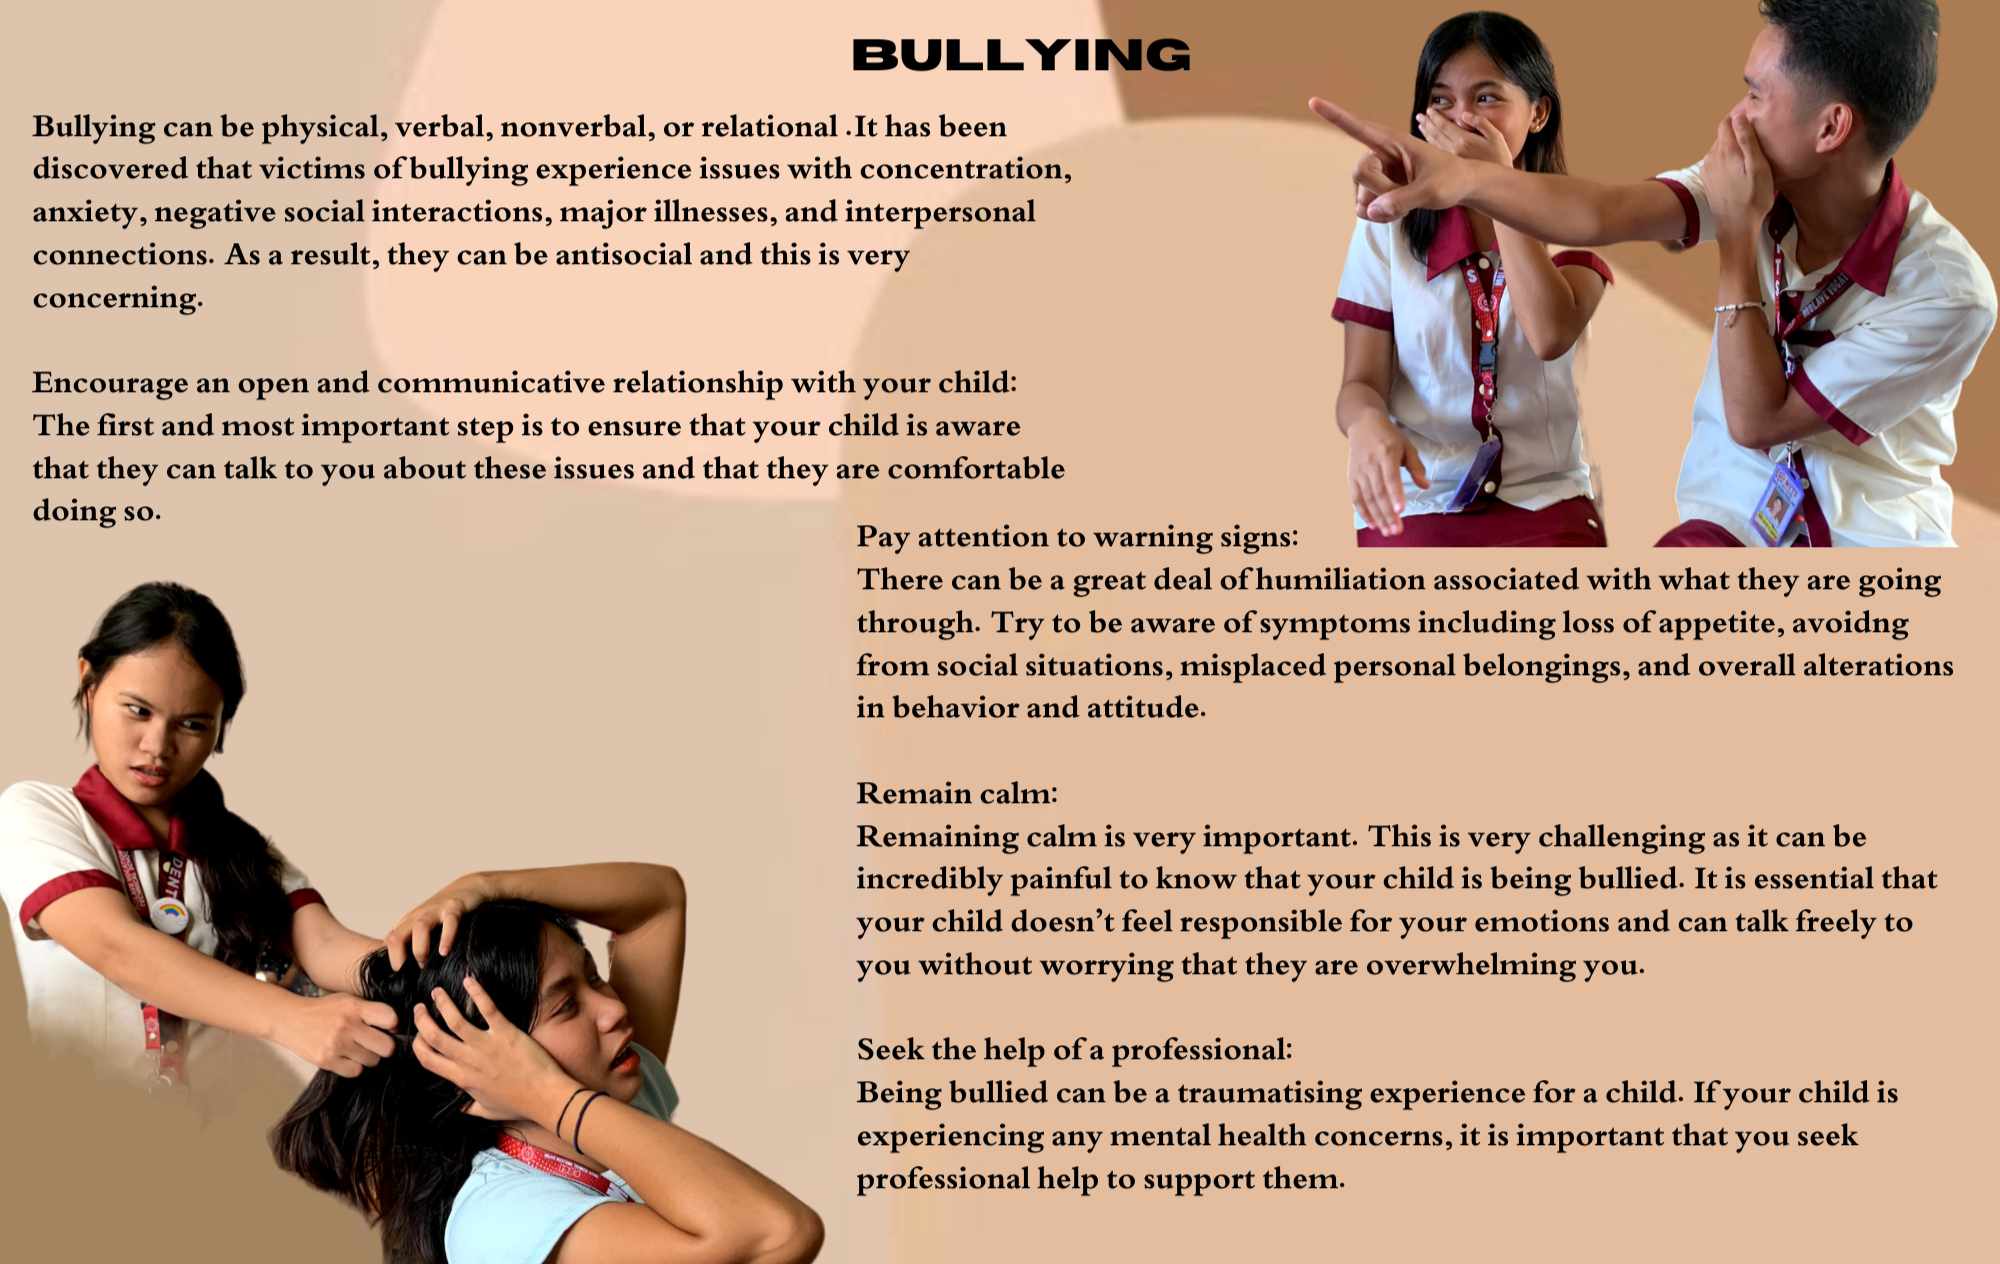 BULLYING
Bullying can be physical, verbal, nonverbal, or relational .It has been
discovered that victims of bullying experience issues with concentration,
anxiety, negative social interactions, major illnesses, and interpersonal
connections. As a result, they can be antisocial and this is very
concerning.
Encourage an open and communicative relationship with your child:
The first and most important step is to ensure that your child is aware
that they can talk to you about these issues and that they are comfortable
doing so.
Pay attention to warning signs:
There can be a great deal of humiliation associated with what they are going
through. Try to be aware of symptoms including loss of appetite, avoidng
from social situations, misplaced personal belongings, and overall alterations
in behavior and attitude.
Remain calm:
Remaining calm is very important. This is very challenging as it can be
incredibly painful to know that your child is being bullied. It is essential that
your child doesn’t feel responsible for your emotions and can talk freely to
you without worrying that they are overwhelming you.
Seek the help of a professional:
Being bullied can be a traumatising experience for a child. If your child is
experiencing any mental health concerns, it is important that you seek
professional help to support them.